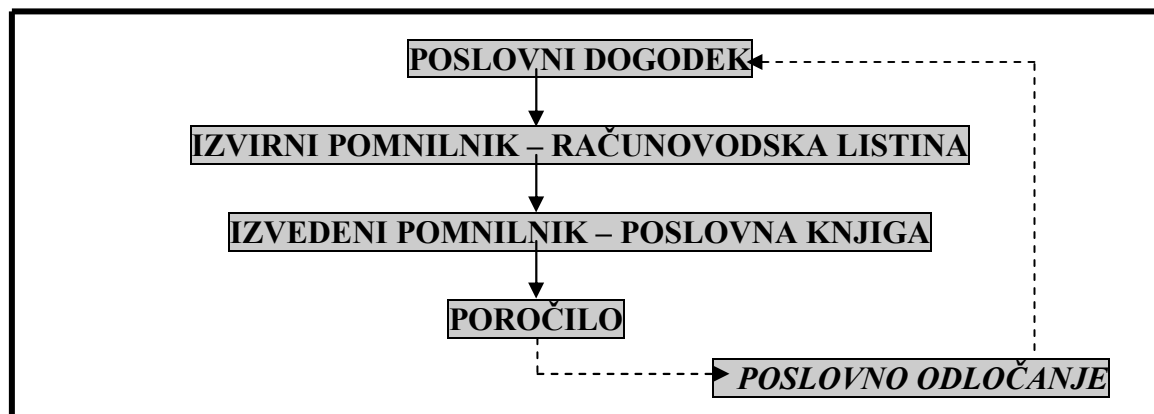 POSLOVNI DOGODEK
IZVIRNI POMNILNIK – RAČUNOVODSKA LISTINA
IZVEDENI POMNILNIK – POSLOVNA KNJIGA
POROČILO
POSLOVNO ODLOČANJE